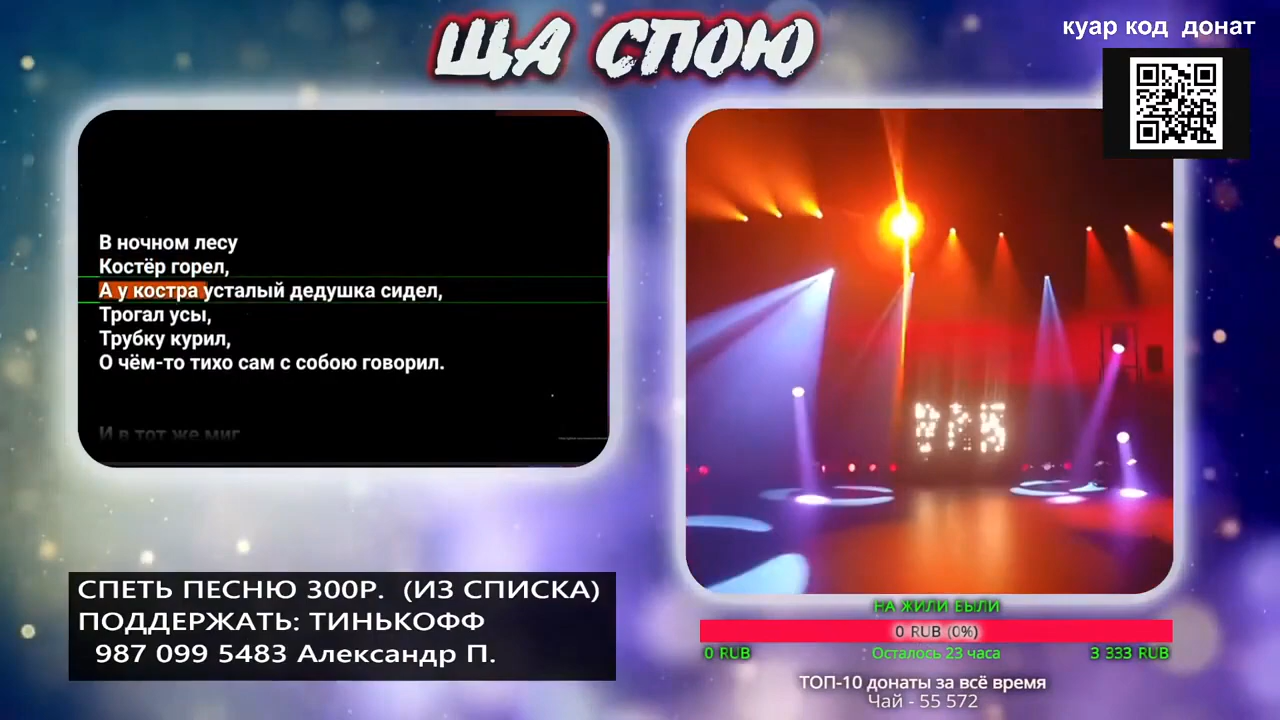 ЩА СПОЮ
куар код донат
В ночном лесу
Костёр горел,
А у костра усталый дедушка сидел,
Трогал усы,
Трубку курил,
О чём-то тихо сам с собою говорил.
И в тот же миг
СПЕТЬ ПЕСНЮ 300Р. (ИЗ СПИСКА)
ПОДДЕРЖАТЬ: ТИНЬКОФФ
987 099 5483 Александр П.
НА ЖИЛИ БЫЛИ
0 RUB (0%)
0 RUB Осталось 23 часа 3 333 RUB
ТОП-10 донаты за всё время
Чай - 55 572